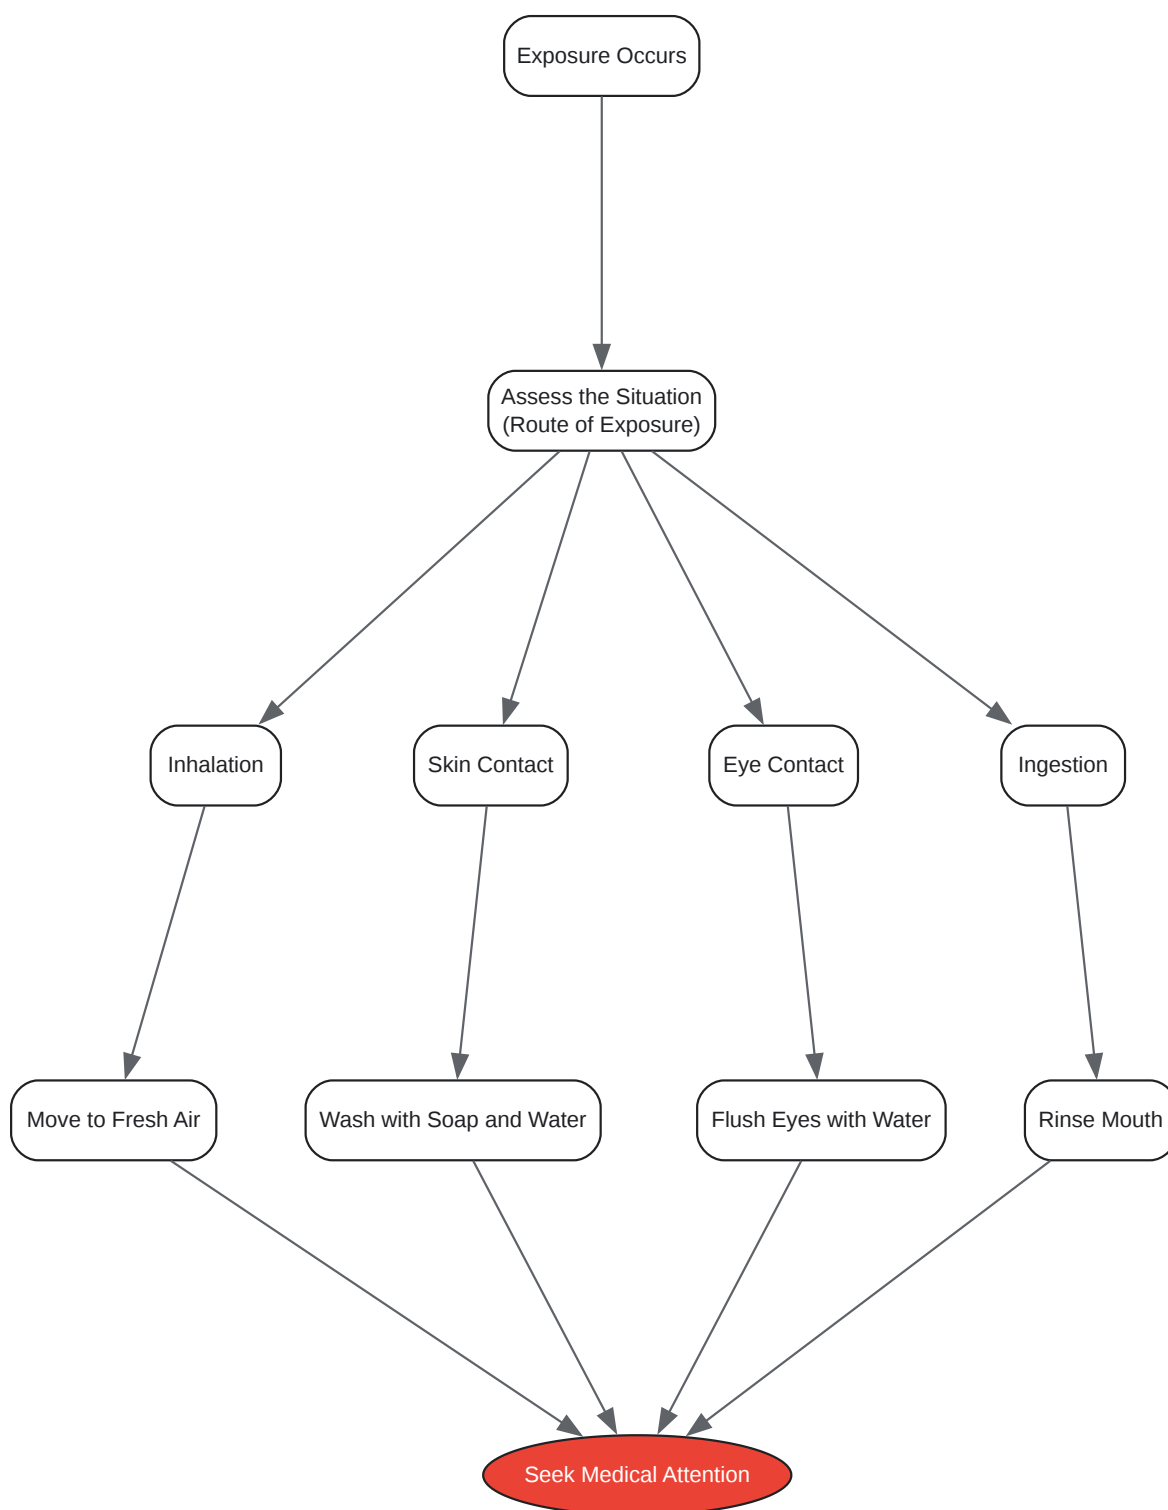 Exposure Occurs
Assess the Situation
(Route of Exposure)
Inhalation
Skin Contact
Eye Contact
Ingestion
Move to Fresh Air
Wash with Soap and Water
Flush Eyes with Water
Rinse Mouth
Seek Medical Attention